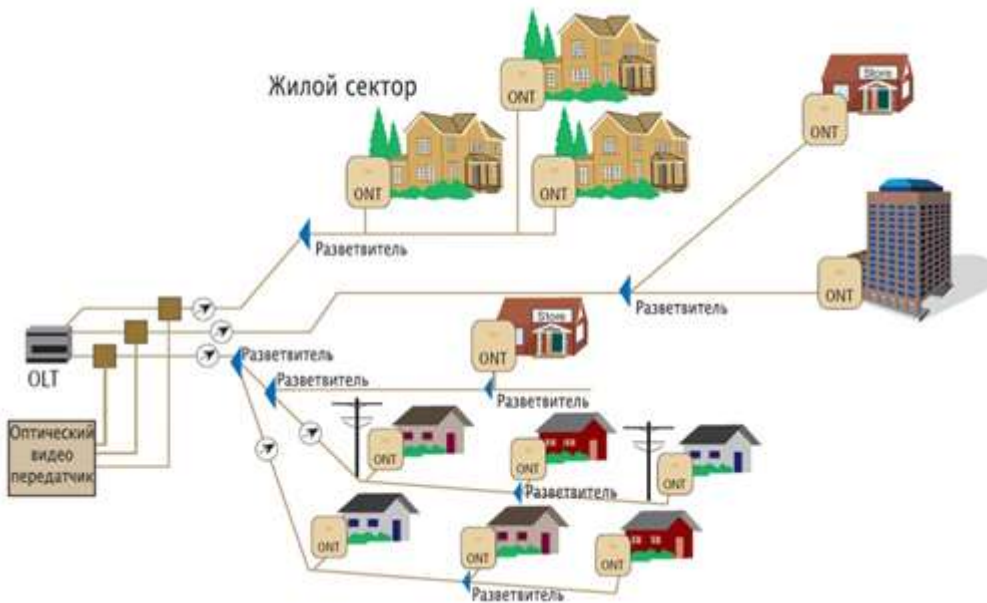 Жилой сектор
ONT
Store
ONT
ONT
ONT
Разветвитель
ONT
Разветвитель
Store
OLT
Разветвитель
ONT
Разветвитель
Разветвитель
Оптический
видео
передатчик
ONT
ONT
ONT
Разветвитель
ONT
ONT
ONT
Разветвитель